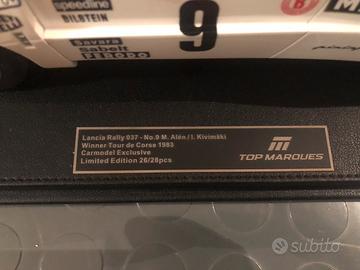 speedline
BILSTEIN
Savara
Sabelt
9
Lancia Rally 037 - No.9 M. Alén / I. Kivimäki
Winner Tour de Corse 1983
Carmodel Exclusive
Limited Edition 26/28pcs
TOP MARQUES
subito